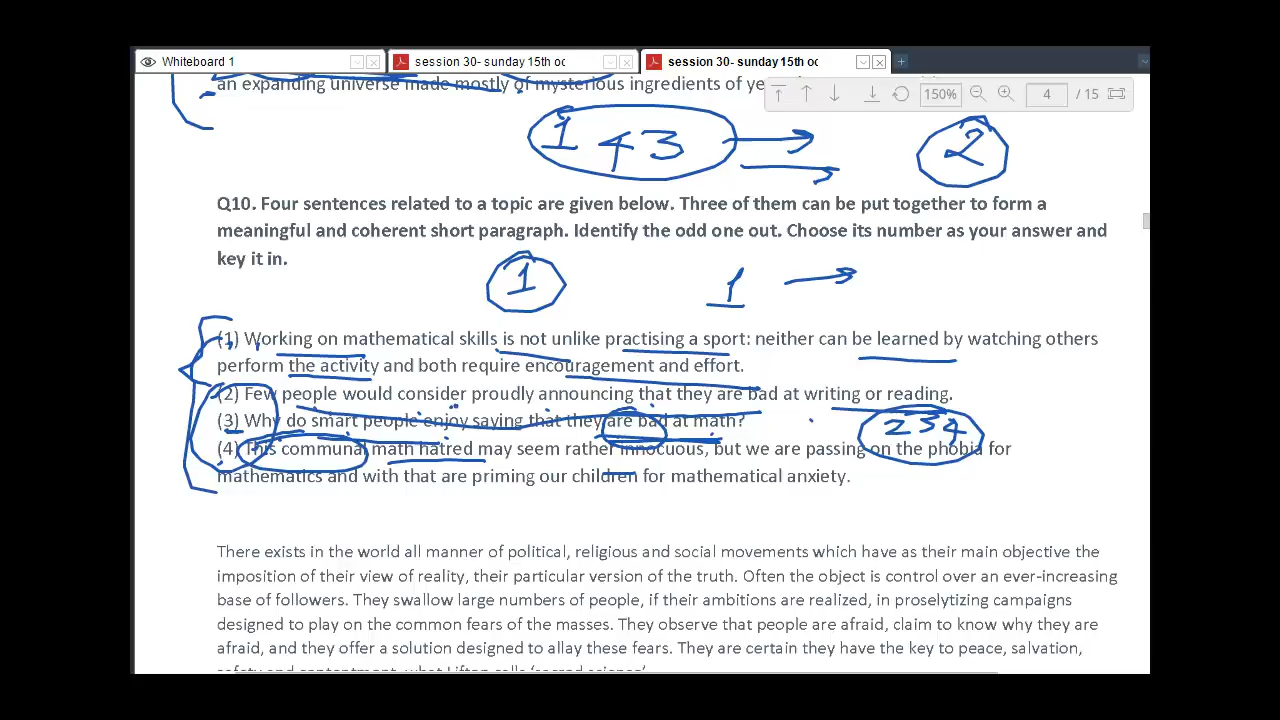 Whiteboard 1
session 30- sunday 15th oc
session 30- sunday 15th oc
an expanding universe made mostly of mysterious ingredients of
150%
4 / 15
1 4 3
2
Q10. Four sentences related to a topic are given below. Three of them can be put together to form a
meaningful and coherent short paragraph. Identify the odd one out. Choose its number as your answer and
key it in.
1
1
(1) Working on mathematical skills is not unlike practising a sport: neither can be learned by watching others
perform the activity and both require encouragement and effort.
(2) Few people would consider proudly announcing that they are bad at writing or reading.
(3) Why do smart people enjoy saying that they are bad at math?
2 3 4
(4) This communal math hatred may seem rather innocuous, but we are passing on the phobia for
mathematics and with that are priming our children for mathematical anxiety.
There exists in the world all manner of political, religious and social movements which have as their main objective the
imposition of their view of reality, their particular version of the truth. Often the object is control over an ever-increasing
base of followers. They swallow large numbers of people, if their ambitions are realized, in proselytizing campaigns
designed to play on the common fears of the masses. They observe that people are afraid, claim to know why they are
afraid, and they offer a solution designed to allay these fears. They are certain they have the key to peace, salvation,
safety and contentment, what Lifton calls 'sacred science'